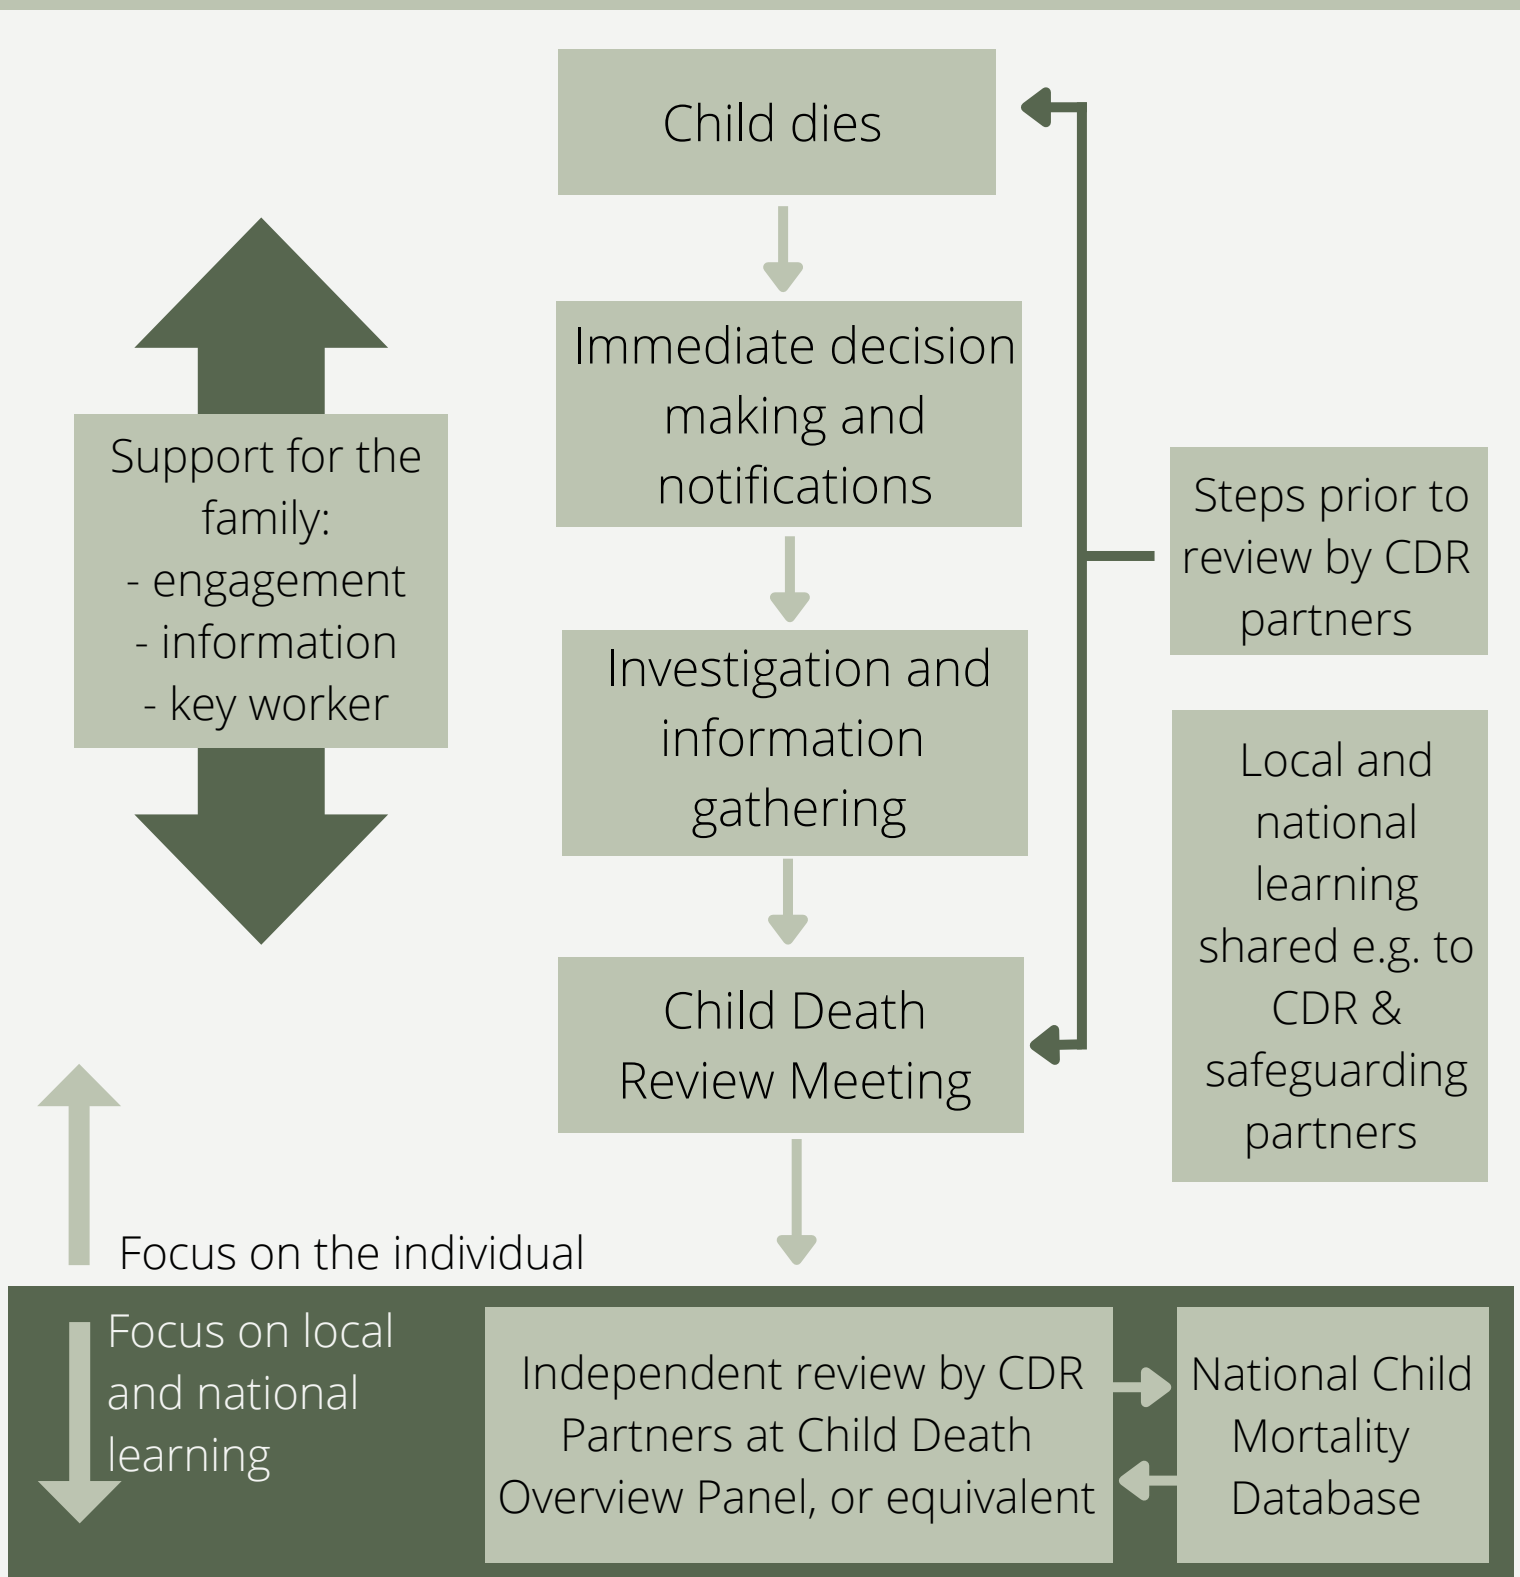 Child dies
Immediate decision
making and
notifications
Investigation and
information
gathering
Child Death
Review Meeting
Support for the
family:
- engagement
- information
- key worker
Steps prior to
review by CDR
partners
Local and
national
learning
shared e.g. to
CDR &
safeguarding
partners
Focus on the individual
Focus on local
and national
learning
Independent review by CDR
Partners at Child Death
Overview Panel, or equivalent
National Child
Mortality
Database